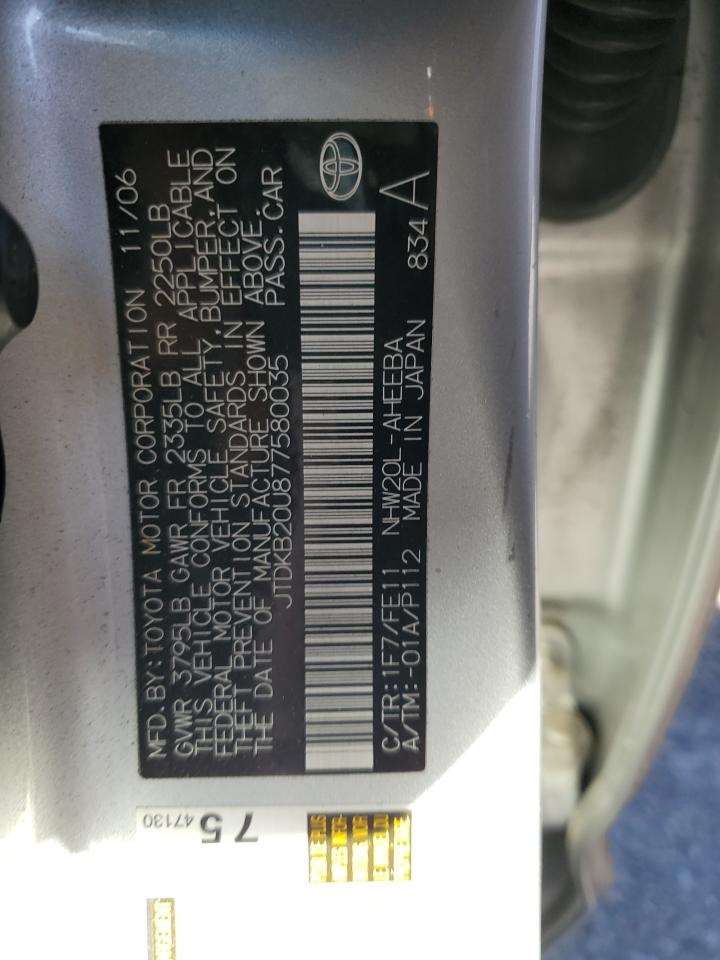 MFD.BY:TOYOTA MOTOR CORPORATION 11/06
GVWR 3795LB GAWR FR 2335LB RR 2250LB
THIS VEHICLE CONFORMS TO ALL APPLICABLE
FEDERAL MOTOR VEHICLE SAFETY,BUMPER,AND
THEFT PREVENTION STANDARDS IN EFFECT ON
THE DATE OF MANUFACTURE SHOWN ABOVE.
JTDKB20U877580035 PASS.CAR
C/TR:1F7/FE11 NHW20L-AHEEBA
A/TM:-01A/P112 MADE IN JAPAN 834 A
75
47130